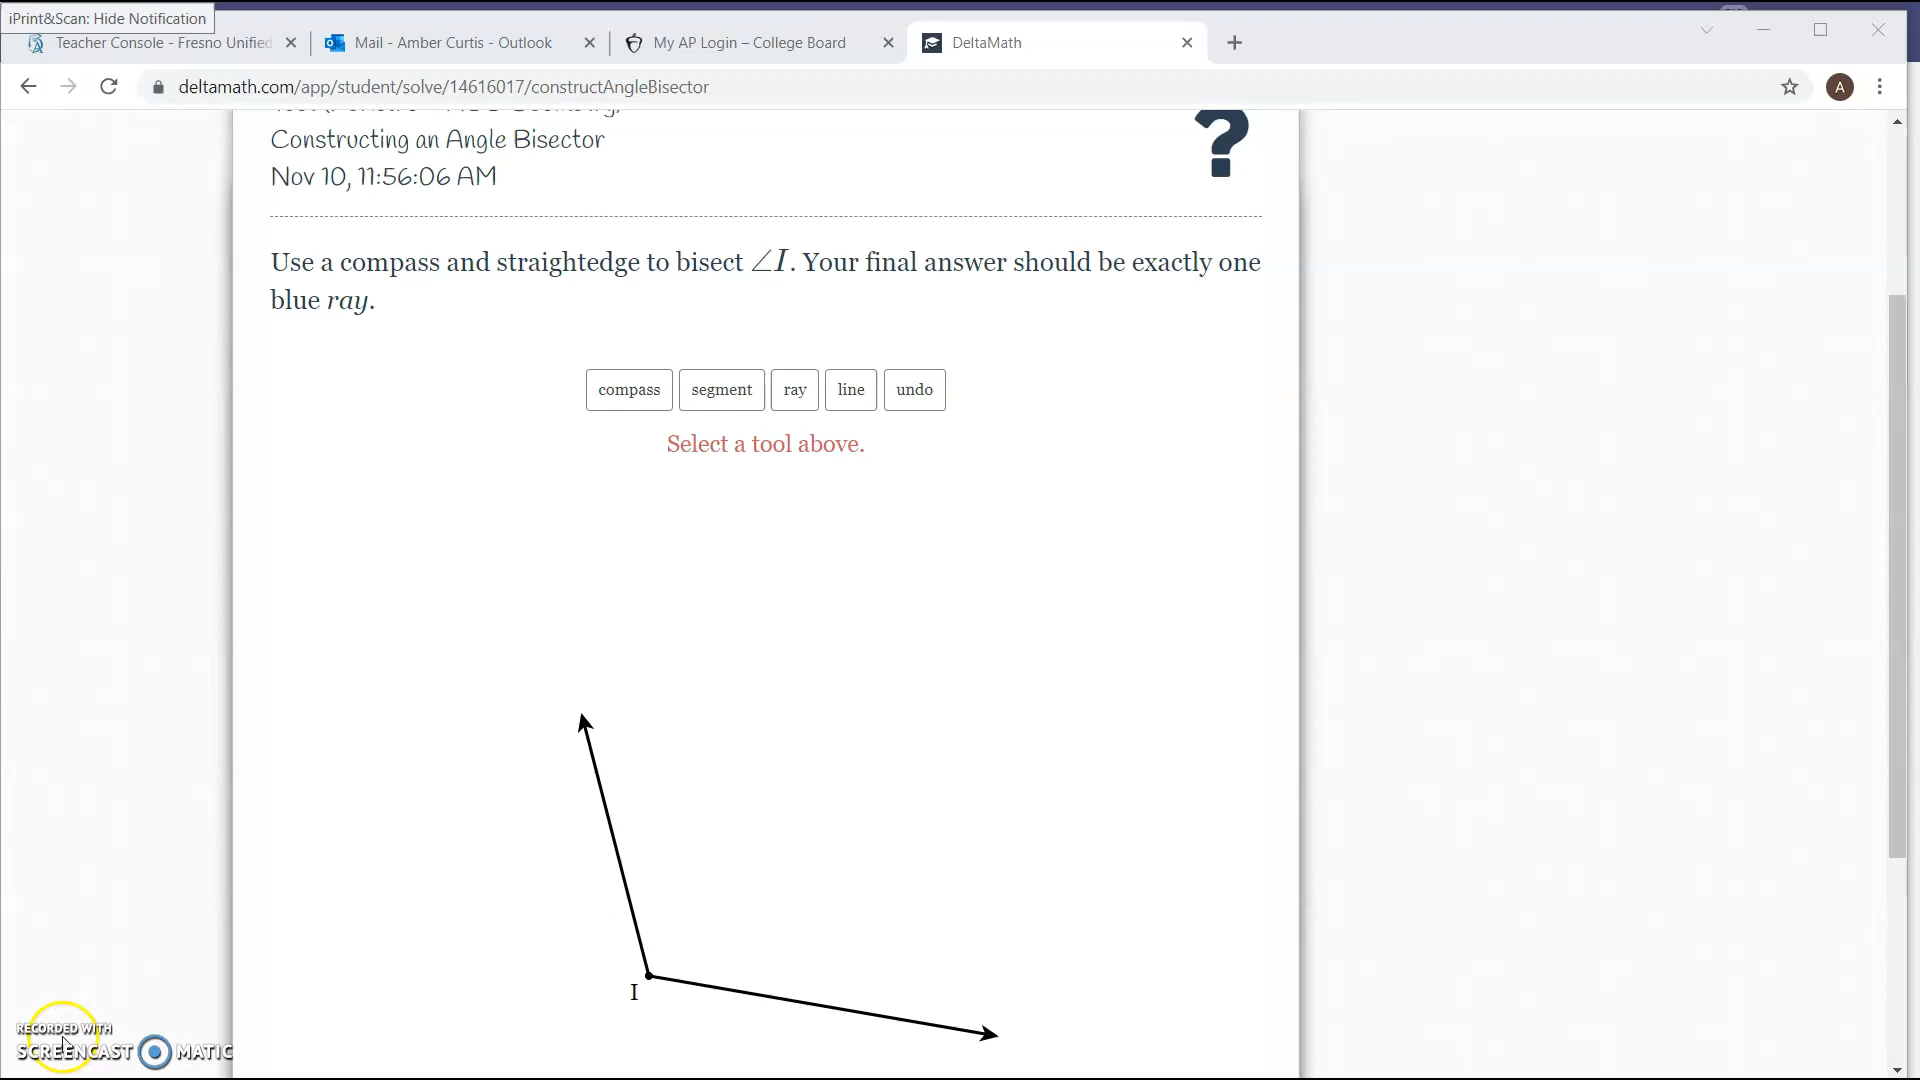 iPrint&Scan: Hide Notification
Teacher Console - Fresno Unified
Mail - Amber Curtis - Outlook
My AP Login – College Board
DeltaMath
deltamath.com/app/student/solve/14616017/constructAngleBisector
A
Constructing an Angle Bisector
Nov 10, 11:56:06 AM
?
Use a compass and straightedge to bisect ∠I. Your final answer should be exactly one
blue ray.
compass segment ray line undo
Select a tool above.
I
RECORDED WITH
SCREENCAST MATIC